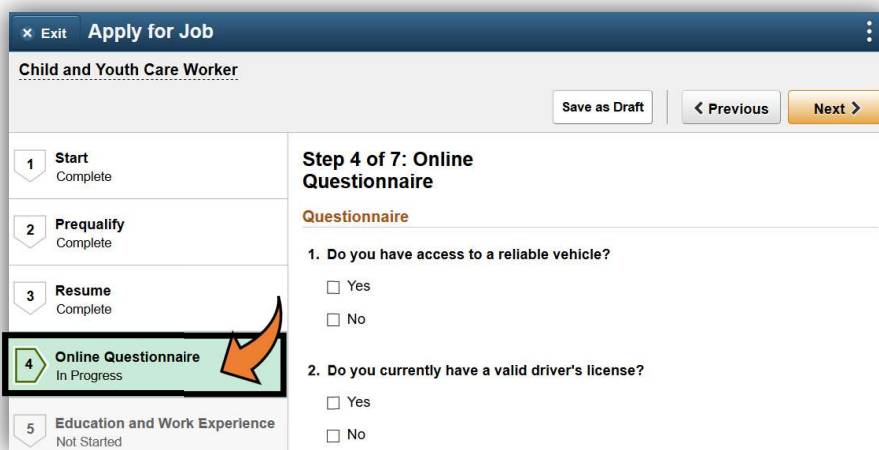 × Exit Apply for Job
Child and Youth Care Worker
Save as Draft
Previous
Next
1 Start
Complete
2 Prequalify
Complete
3 Resume
Complete
4 Online Questionnaire
In Progress
5 Education and Work Experience
Not Started
Step 4 of 7: Online
Questionnaire
Questionnaire
1. Do you have access to a reliable vehicle?
Yes
No
2. Do you currently have a valid driver's license?
Yes
No